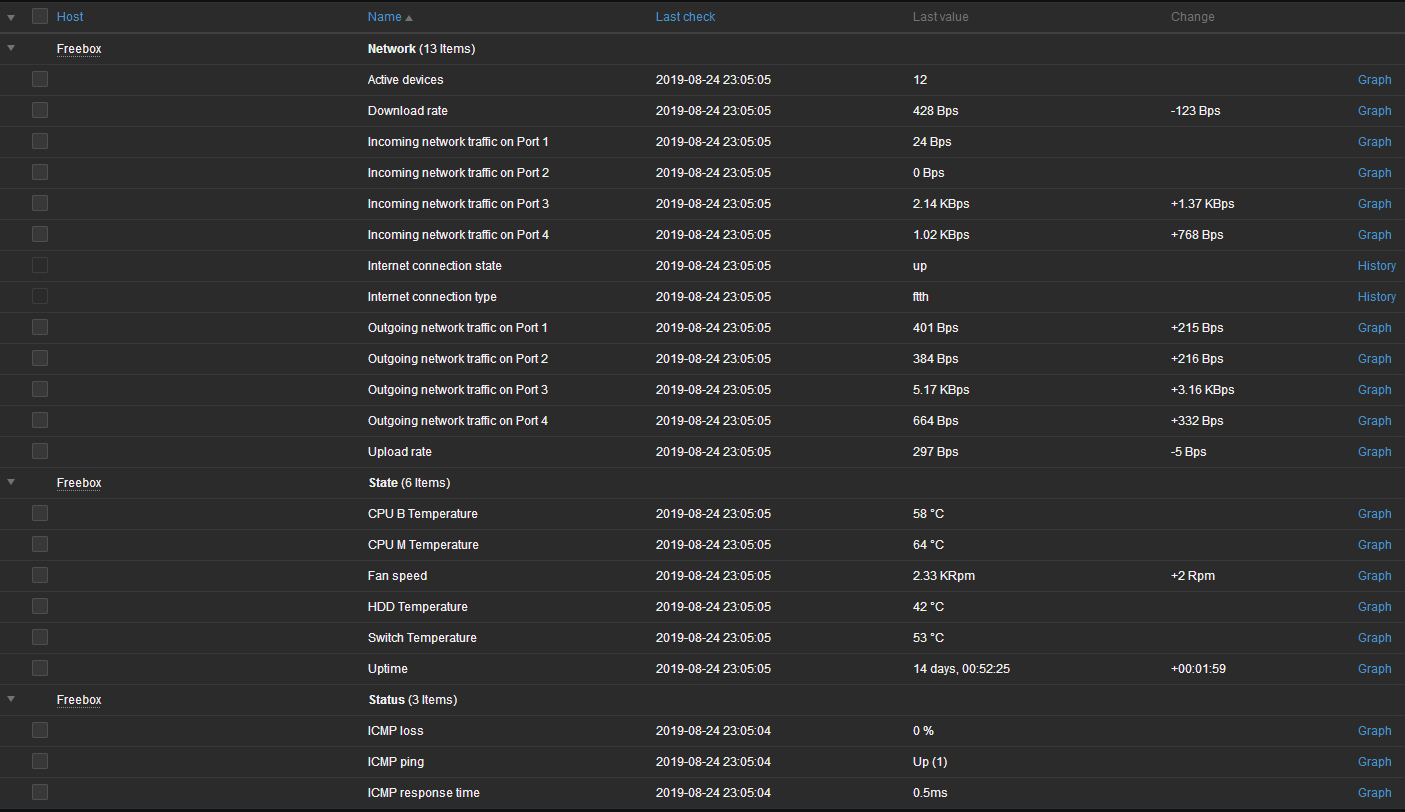 Host Name Last check Last value Change
Freebox Network (13 Items)
Active devices 2019-08-24 23:05:05 12 Graph
Download rate 2019-08-24 23:05:05 428 Bps -123 Bps Graph
Incoming network traffic on Port 1 2019-08-24 23:05:05 24 Bps Graph
Incoming network traffic on Port 2 2019-08-24 23:05:05 0 Bps Graph
Incoming network traffic on Port 3 2019-08-24 23:05:05 2.14 KBps +1.37 KBps Graph
Incoming network traffic on Port 4 2019-08-24 23:05:05 1.02 KBps +768 Bps Graph
Internet connection state 2019-08-24 23:05:05 up History
Internet connection type 2019-08-24 23:05:05 ftth History
Outgoing network traffic on Port 1 2019-08-24 23:05:05 401 Bps +215 Bps Graph
Outgoing network traffic on Port 2 2019-08-24 23:05:05 384 Bps +216 Bps Graph
Outgoing network traffic on Port 3 2019-08-24 23:05:05 5.17 KBps +3.16 KBps Graph
Outgoing network traffic on Port 4 2019-08-24 23:05:05 664 Bps +332 Bps Graph
Upload rate 2019-08-24 23:05:05 297 Bps -5 Bps Graph
Freebox State (6 Items)
CPU B Temperature 2019-08-24 23:05:05 58 °C Graph
CPU M Temperature 2019-08-24 23:05:05 64 °C Graph
Fan speed 2019-08-24 23:05:05 2.33 KRpm +2 Rpm Graph
HDD Temperature 2019-08-24 23:05:05 42 °C Graph
Switch Temperature 2019-08-24 23:05:05 53 °C Graph
Uptime 2019-08-24 23:05:05 14 days, 00:52:25 +00:01:59 Graph
Freebox Status (3 Items)
ICMP loss 2019-08-24 23:05:04 0 % Graph
ICMP ping 2019-08-24 23:05:04 Up (1) Graph
ICMP response time 2019-08-24 23:05:04 0.5ms Graph